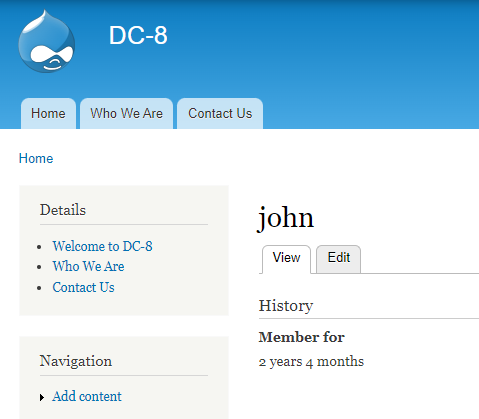 DC-8
Home
Who We Are
Contact Us
Home
Details
Welcome to DC-8
Who We Are
Contact Us
Navigation
Add content
john
View
Edit
History
Member for
2 years 4 months